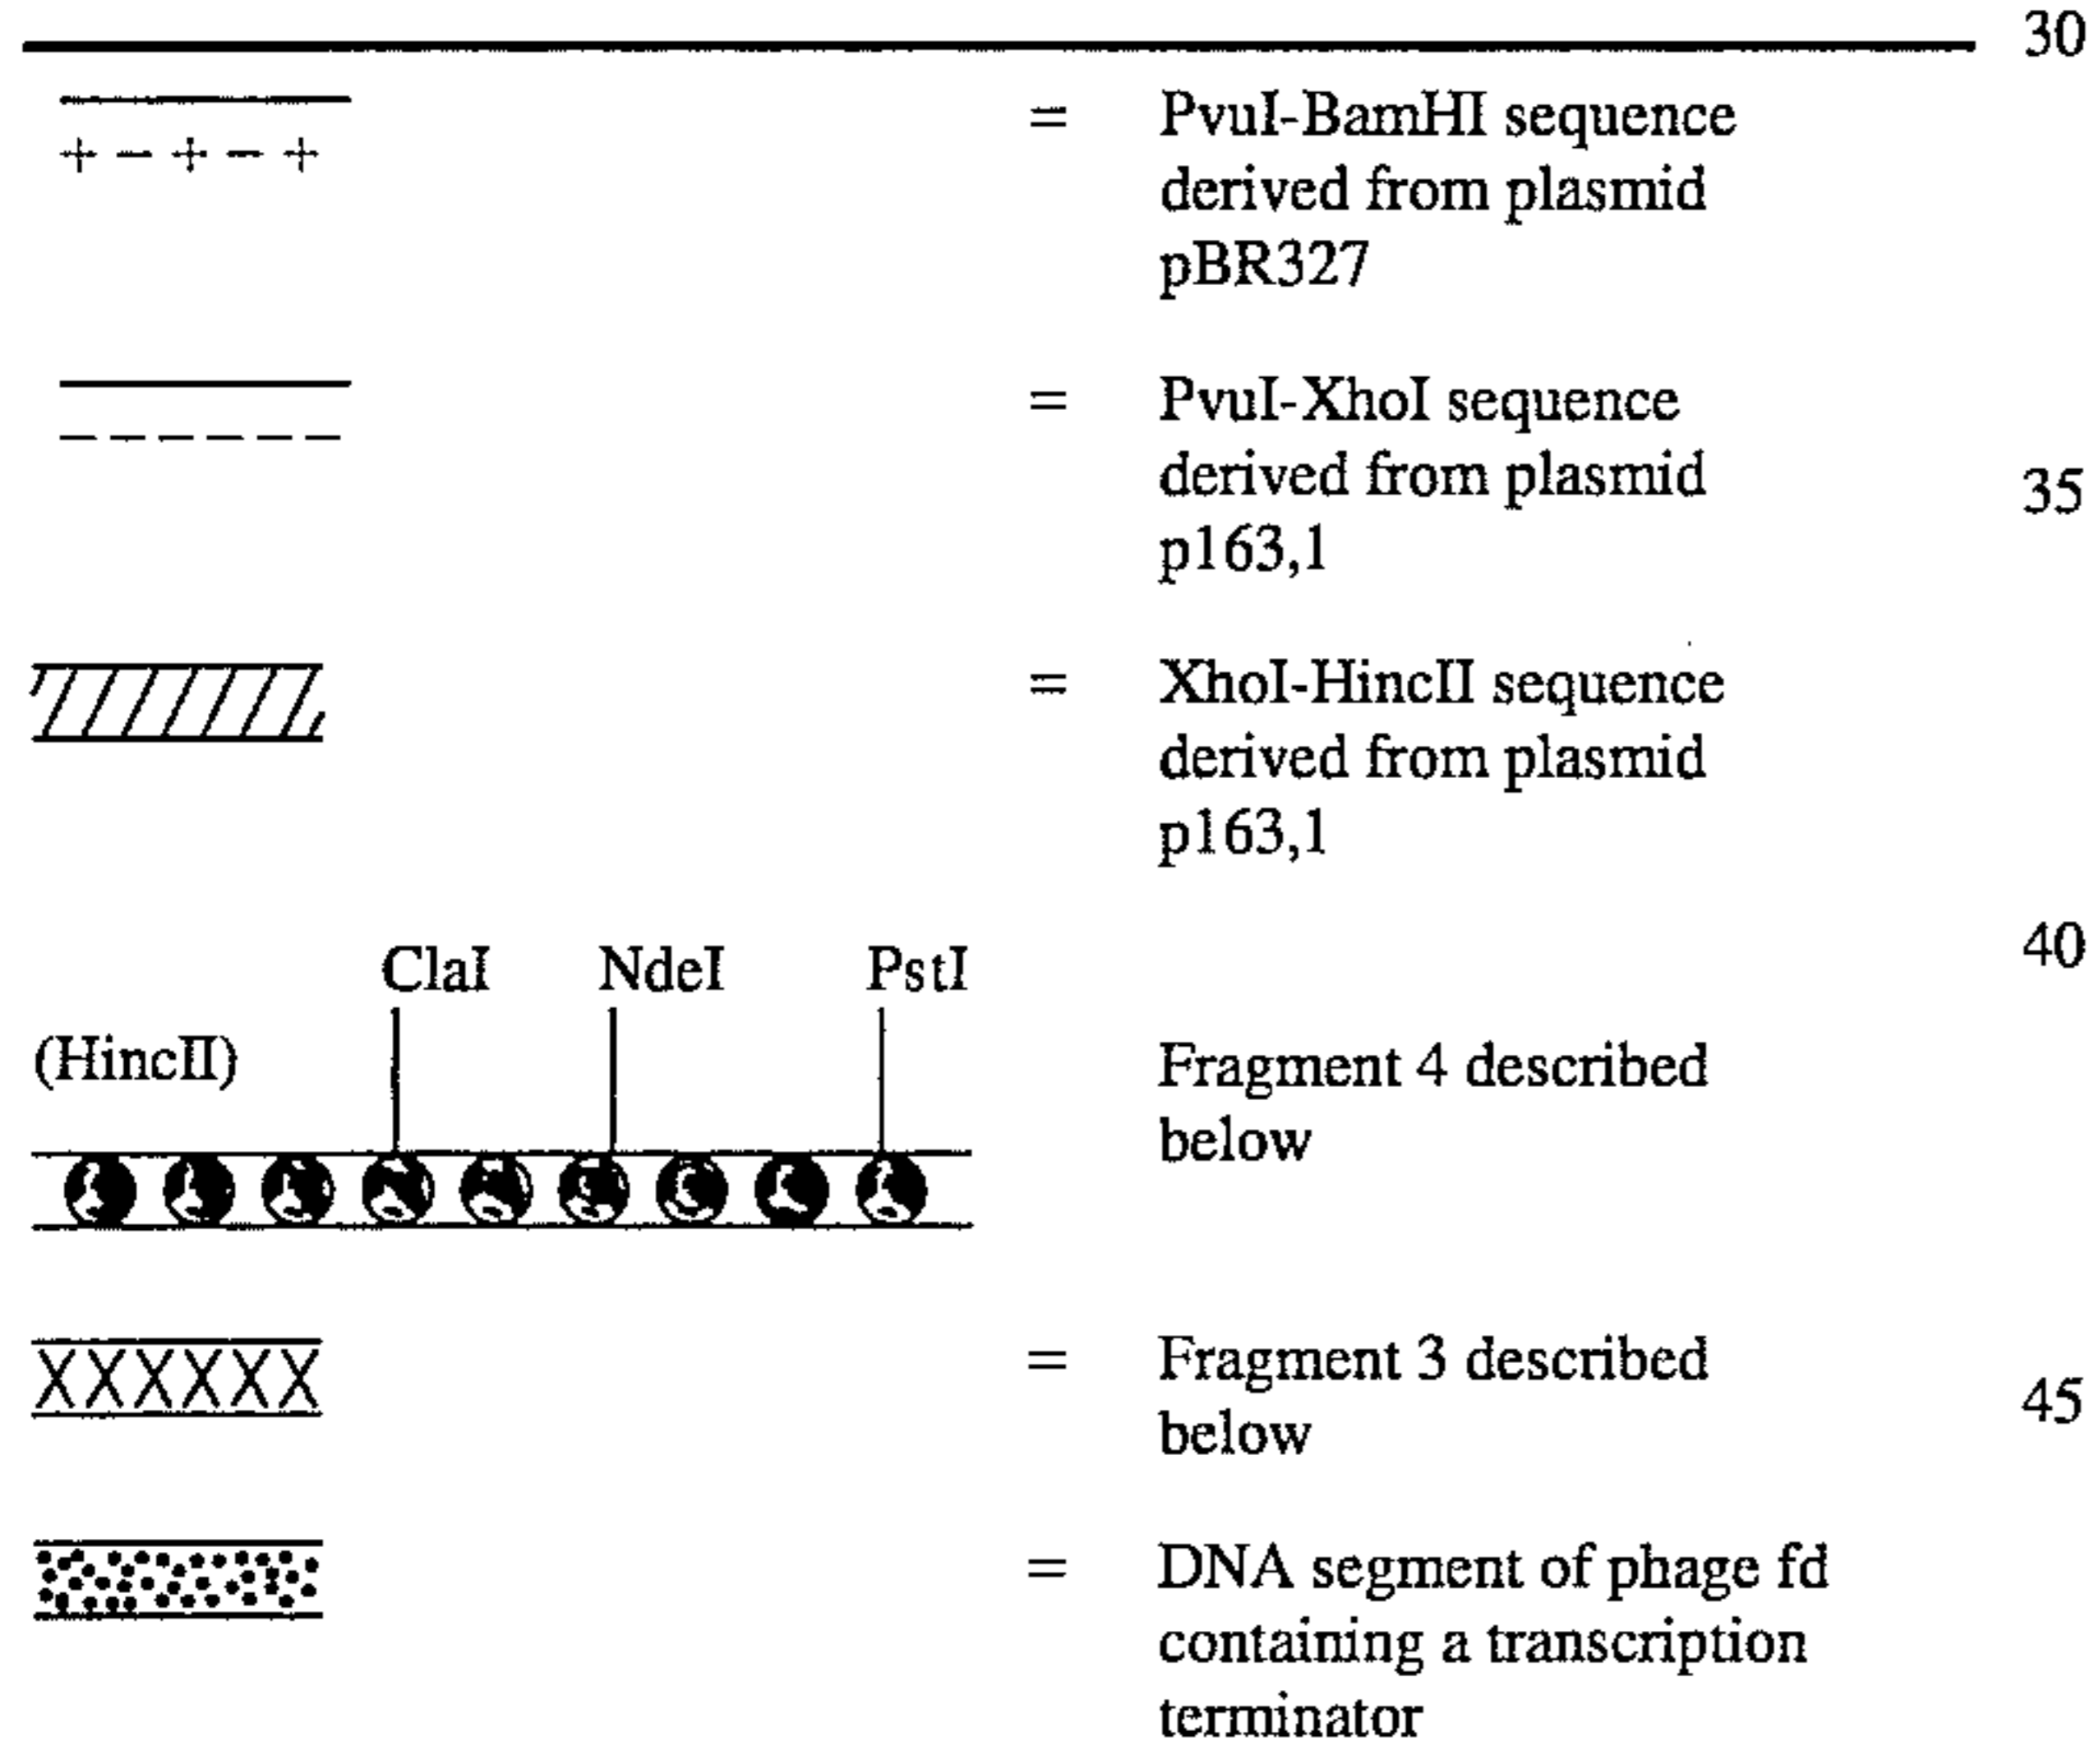 30
= PvuI-BamHI sequence
+ — + — + derived from plasmid
pBR327
= PvuI-XhoI sequence
derived from plasmid 35
p163,1
= XhoI-HincII sequence
derived from plasmid
p163,1
40
ClaI NdeI PstI
(HincII) Fragment 4 described
below
XXXXXX = Fragment 3 described
below 45
= DNA segment of phage fd
containing a transcription
terminator